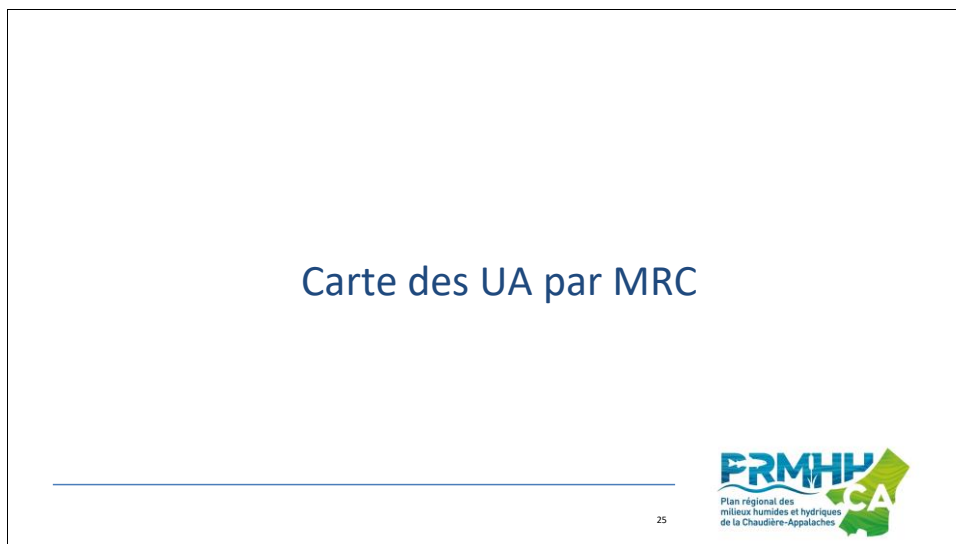 Carte des UA par MRC
25
PRMHH
CA
Plan régional des
milieux humides et hydriques
de la Chaudière-Appalaches